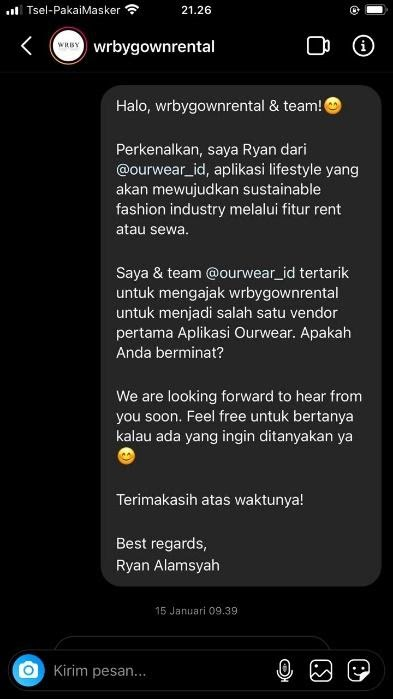 Tsel-PakaiMasker
21.26
WRBY
wrbygownrental
Halo, wrbygownrental & team!😊
Perkenalkan, saya Ryan dari
@ourwear_id, aplikasi lifestyle yang
akan mewujudkan sustainable
fashion industry melalui fitur rent
atau sewa.
Saya & team @ourwear_id tertarik
untuk mengajak wrbygownrental
untuk menjadi salah satu vendor
pertama Aplikasi Ourwear. Apakah
Anda berminat?
We are looking forward to hear from
you soon. Feel free untuk bertanya
kalau ada yang ingin ditanyakan ya
😊
Terimakasih atas waktunya!
Best regards,
Ryan Alamsyah
15 Januari 09.39
Kirim pesan...